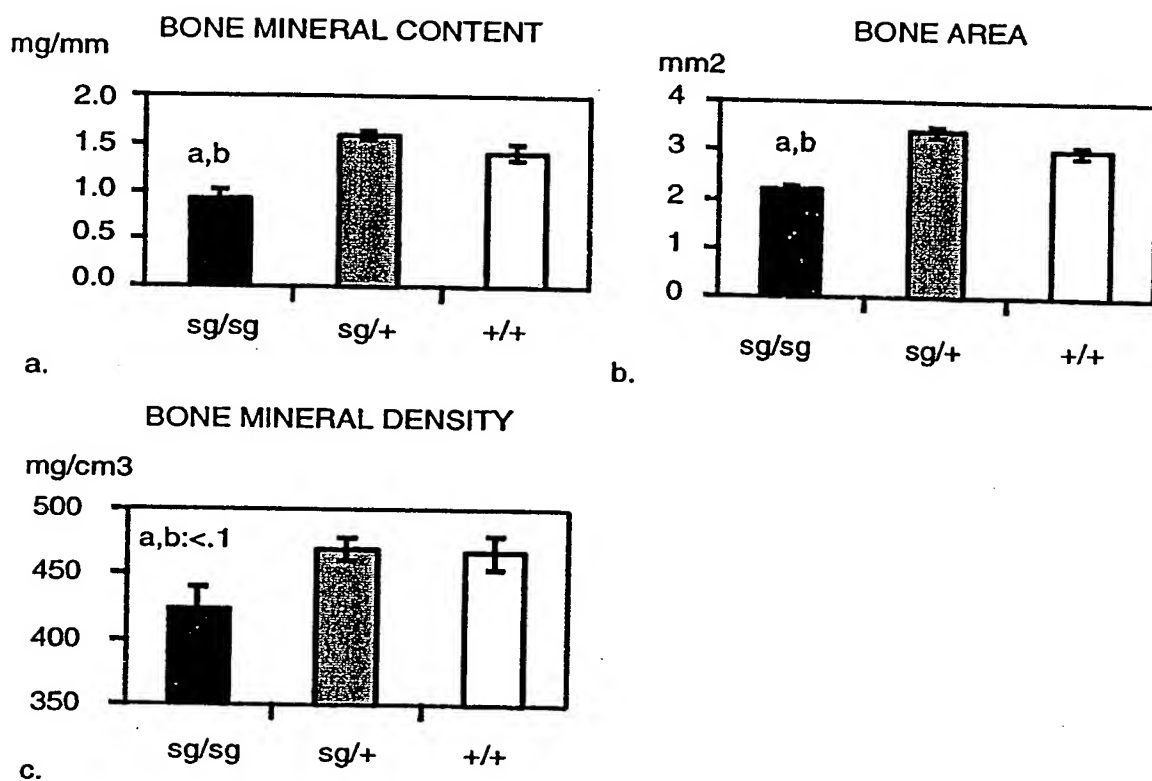 BONE MINERAL CONTENT
mg/mm
2.0
1.5
1.0
0.5
0.0
a,b
sg/sg sg/+ +/+
a.
BONE AREA
mm2
4
3
2
1
0
a,b
sg/sg sg/+ +/+
b.
BONE MINERAL DENSITY
mg/cm3
500
450
400
350
a,b:<.1
sg/sg sg/+ +/+
c.